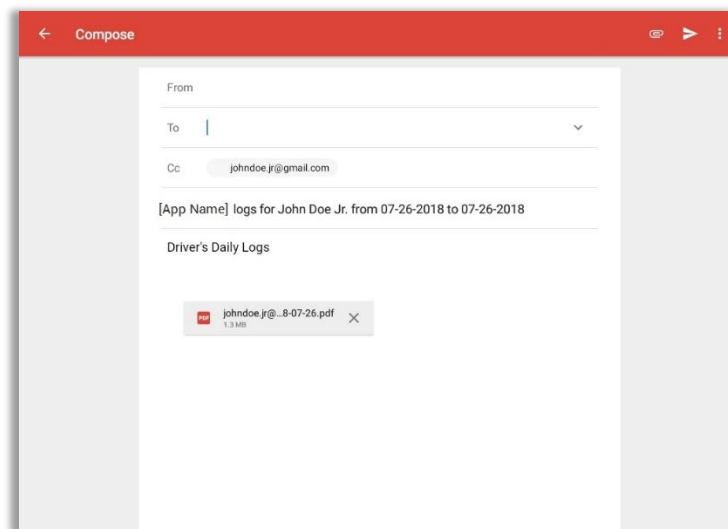 Compose
From
To
Cc johndoe.jr@gmail.com
[App Name] logs for John Doe Jr. from 07-26-2018 to 07-26-2018
Driver's Daily Logs
PDF johndoe.jr@...8-07-26.pdf
1.3 MB